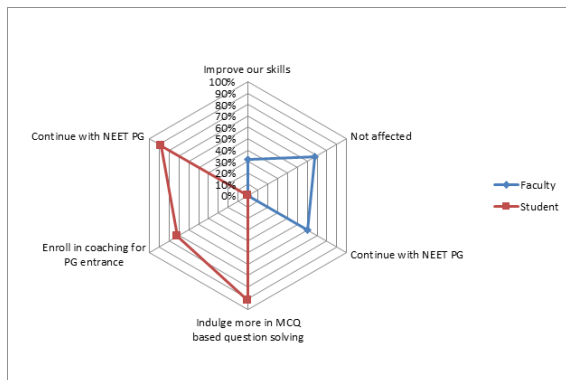 Improve our skills
100%
90%
80%
70%
60%
50%
40%
30%
20%
10%
0%
Continue with NEET PG
Not affected
Faculty
Student
Enroll in coaching for
PG entrance
Continue with NEET PG
Indulge more in MCQ
based question solving